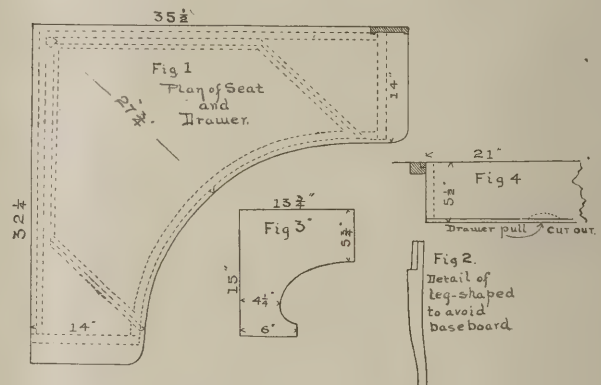 35 1/2"
Fig 1
Plan of Seat
and
Drawer.
27 3/4"
14"
32 1/4
14"
13 3/4"
Fig 3"
5 3/4"
15"
4 1/4"
6"
21"
5 1/2"
Fig 4
Drawer pull
CUT OUT.
Fig 2.
Detail of
leg-shaped
to avoid
baseboard